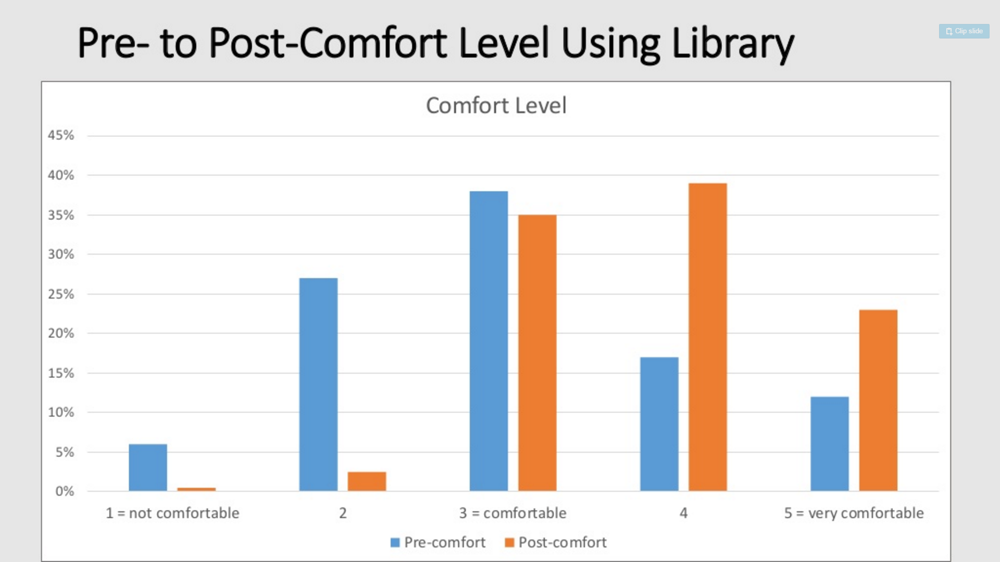 Pre- to Post-Comfort Level Using Library
Clip slide
Comfort Level
45%
40%
35%
30%
25%
20%
15%
10%
5%
0%
1 = not comfortable
2
3 = comfortable
4
5 = very comfortable
Pre-comfort
Post-comfort